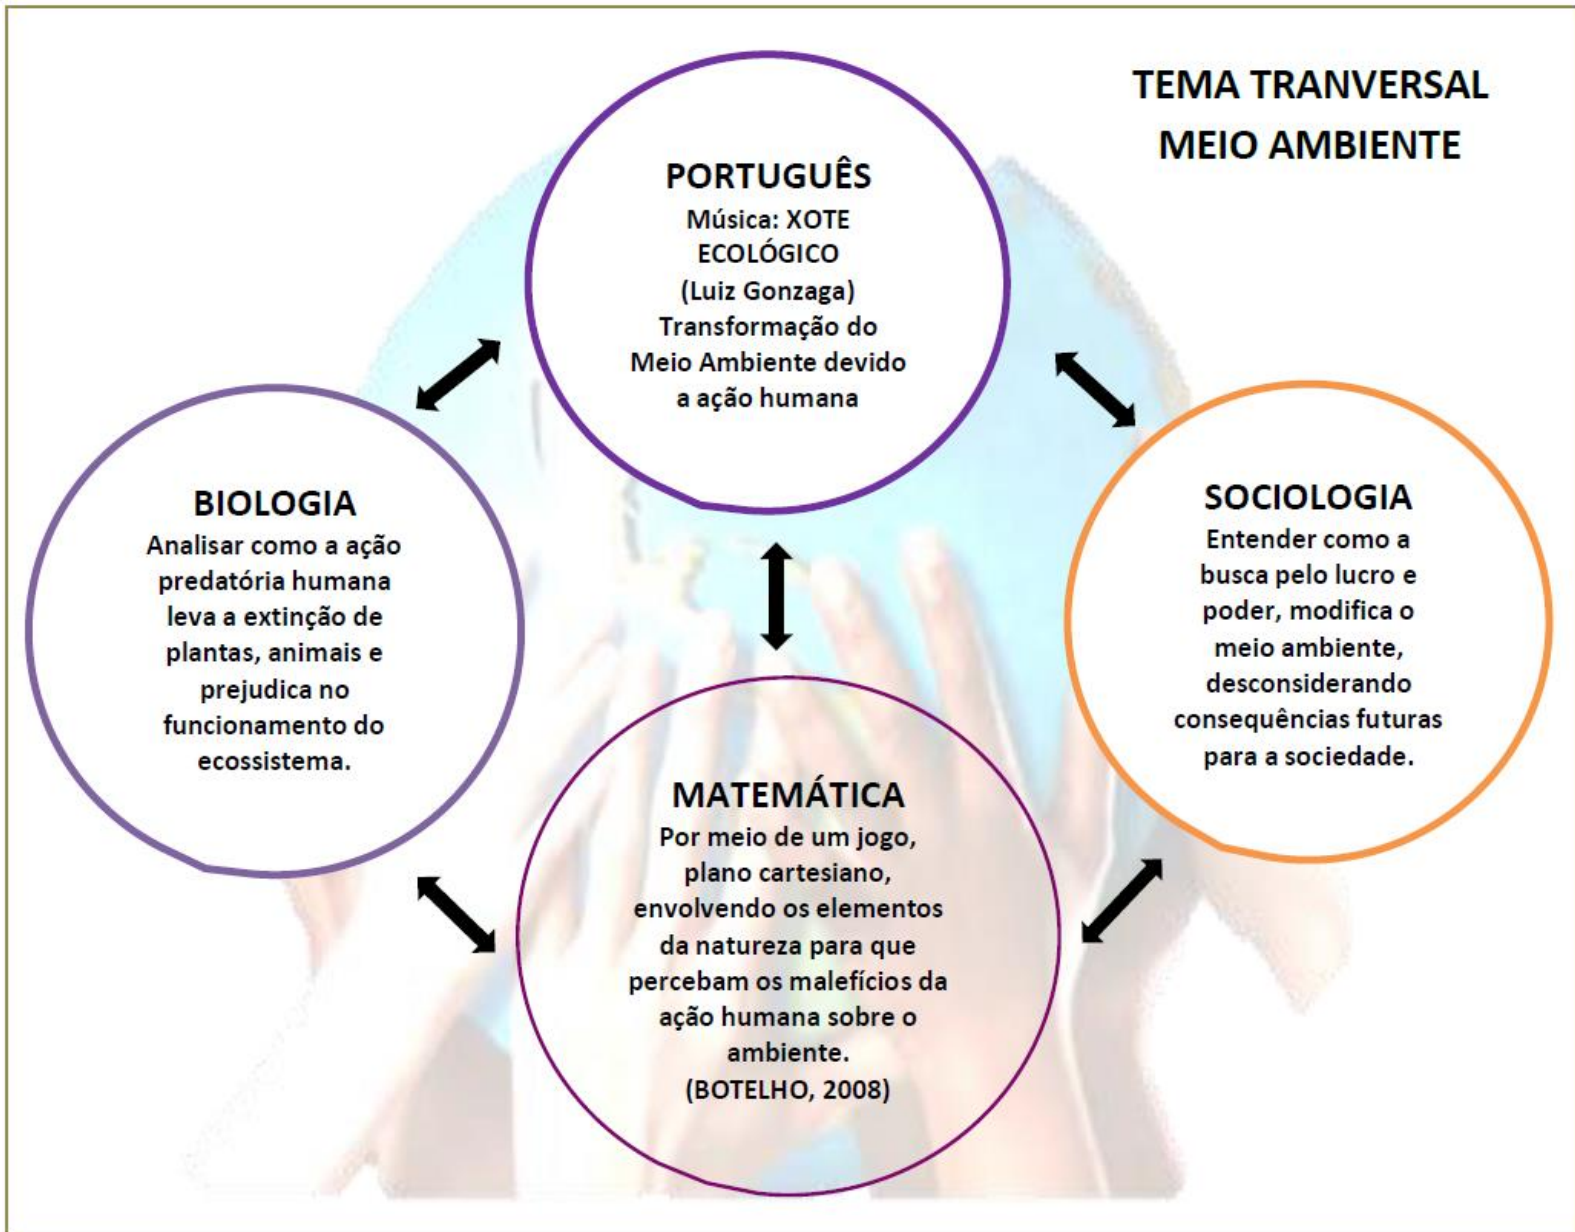 TEMA TRANVERSAL
MEIO AMBIENTE
PORTUGUÊS
Música: XOTE
ECOLÓGICO
(Luiz Gonzaga)
Transformação do
Meio Ambiente devido
a ação humana
BIOLOGIA
Analisar como a ação
predatória humana
leva a extinção de
plantas, animais e
prejudica no
funcionamento do
ecossistema.
SOCIOLOGIA
Entender como a
busca pelo lucro e
poder, modifica o
meio ambiente,
desconsiderando
consequências futuras
para a sociedade.
MATEMÁTICA
Por meio de um jogo,
plano cartesiano,
envolvendo os elementos
da natureza para que
percebam os malefícios da
ação humana sobre o
ambiente.
(BOTELHO, 2008)